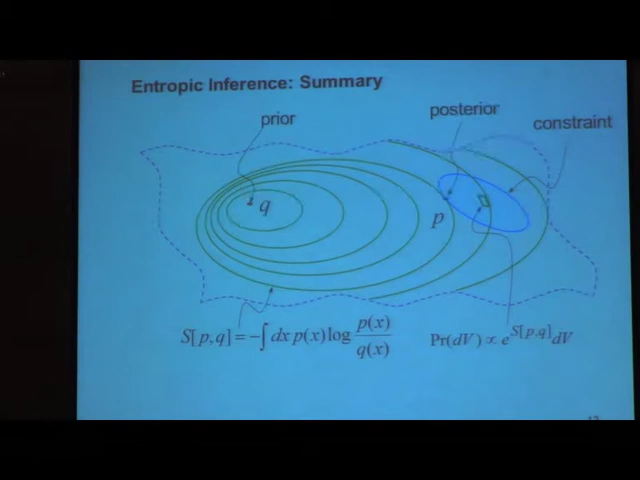 Entropic Inference: Summary
prior
posterior
constraint
q
p
S[p,q] = -∫ dx p(x) log p(x)/q(x)
Pr(dV) ∝ e^{S[p,q]} dV